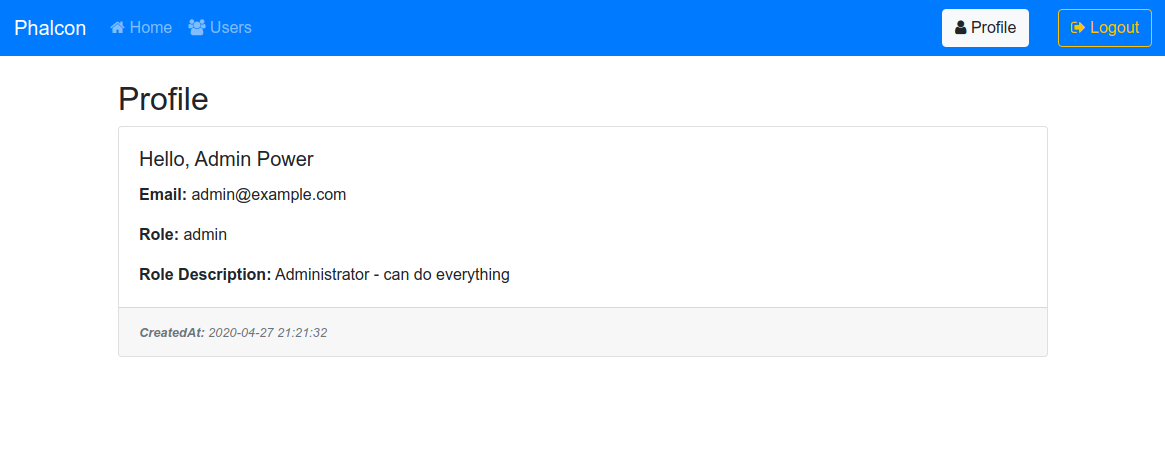 Phalcon Home Users Profile Logout
Profile
Hello, Admin Power
Email: admin@example.com
Role: admin
Role Description: Administrator - can do everything
CreatedAt: 2020-04-27 21:21:32